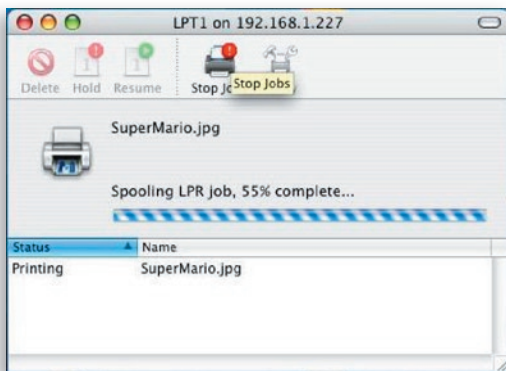 LPT1 on 192.168.1.227
Delete Hold Resume Stop Jo
Stop Jobs
SuperMario.jpg
Spooling LPR job, 55% complete...
Status Name
Printing SuperMario.jpg